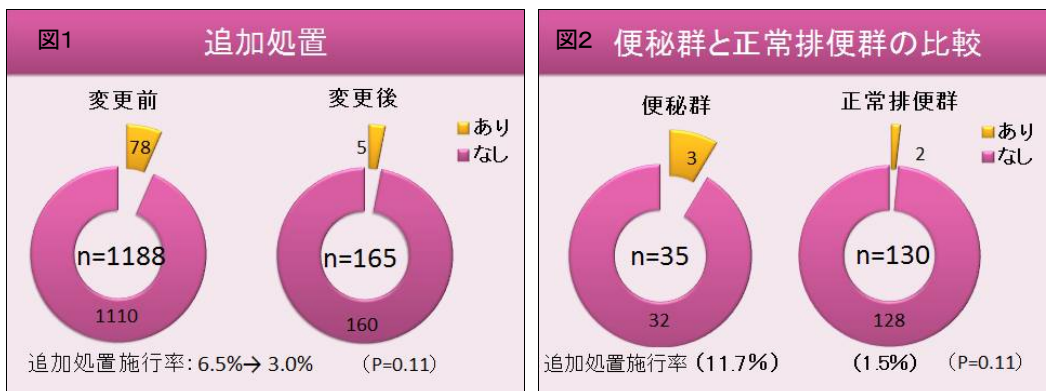 図1 追加処置
変更前
変更後
あり
なし
78
5
n=1188
n=165
1110
160
追加処置施行率：6.5%→ 3.0% （P=0.11）
図2 便秘群と正常排便群の比較
便秘群
正常排便群
あり
なし
3
2
n=35
n=130
32
128
追加処置施行率（11.7%） （1.5%） （P=0.11）